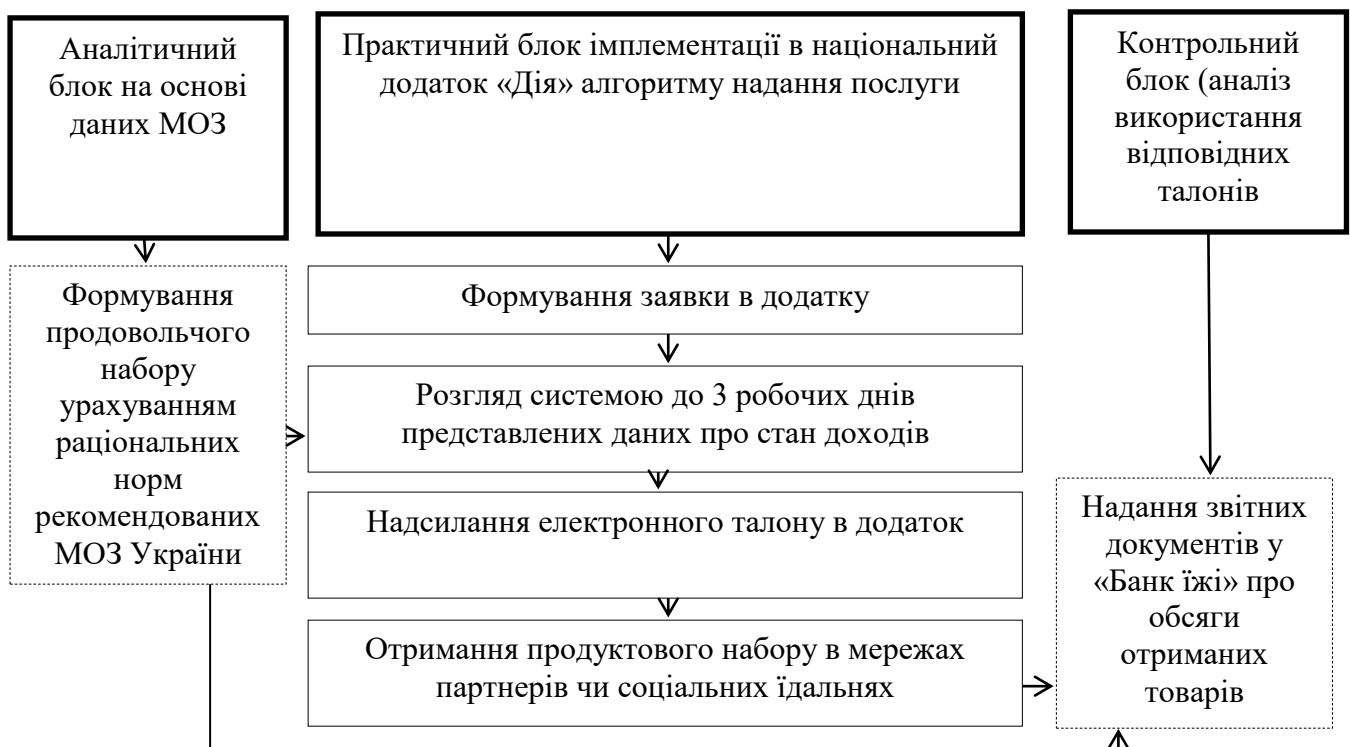 Аналітичний
блок на основі
даних МОЗ
Практичний блок імплементації в національний
додаток «Дія» алгоритму надання послуги
Контрольний
блок (аналіз
використання
відповідних
талонів
Формування
продовольчого
набору
урахуванням
раціональних
норм
рекомендованих
МОЗ України
Формування заявки в додатку
Розгляд системою до 3 робочих днів
представлених даних про стан доходів
Надсилання електронного талону в додаток
Отримання продуктового набору в мережах
партнерів чи соціальних їдальнях
Надання звітних
документів у
«Банк їжі» про
обсяги
отриманих
товарів